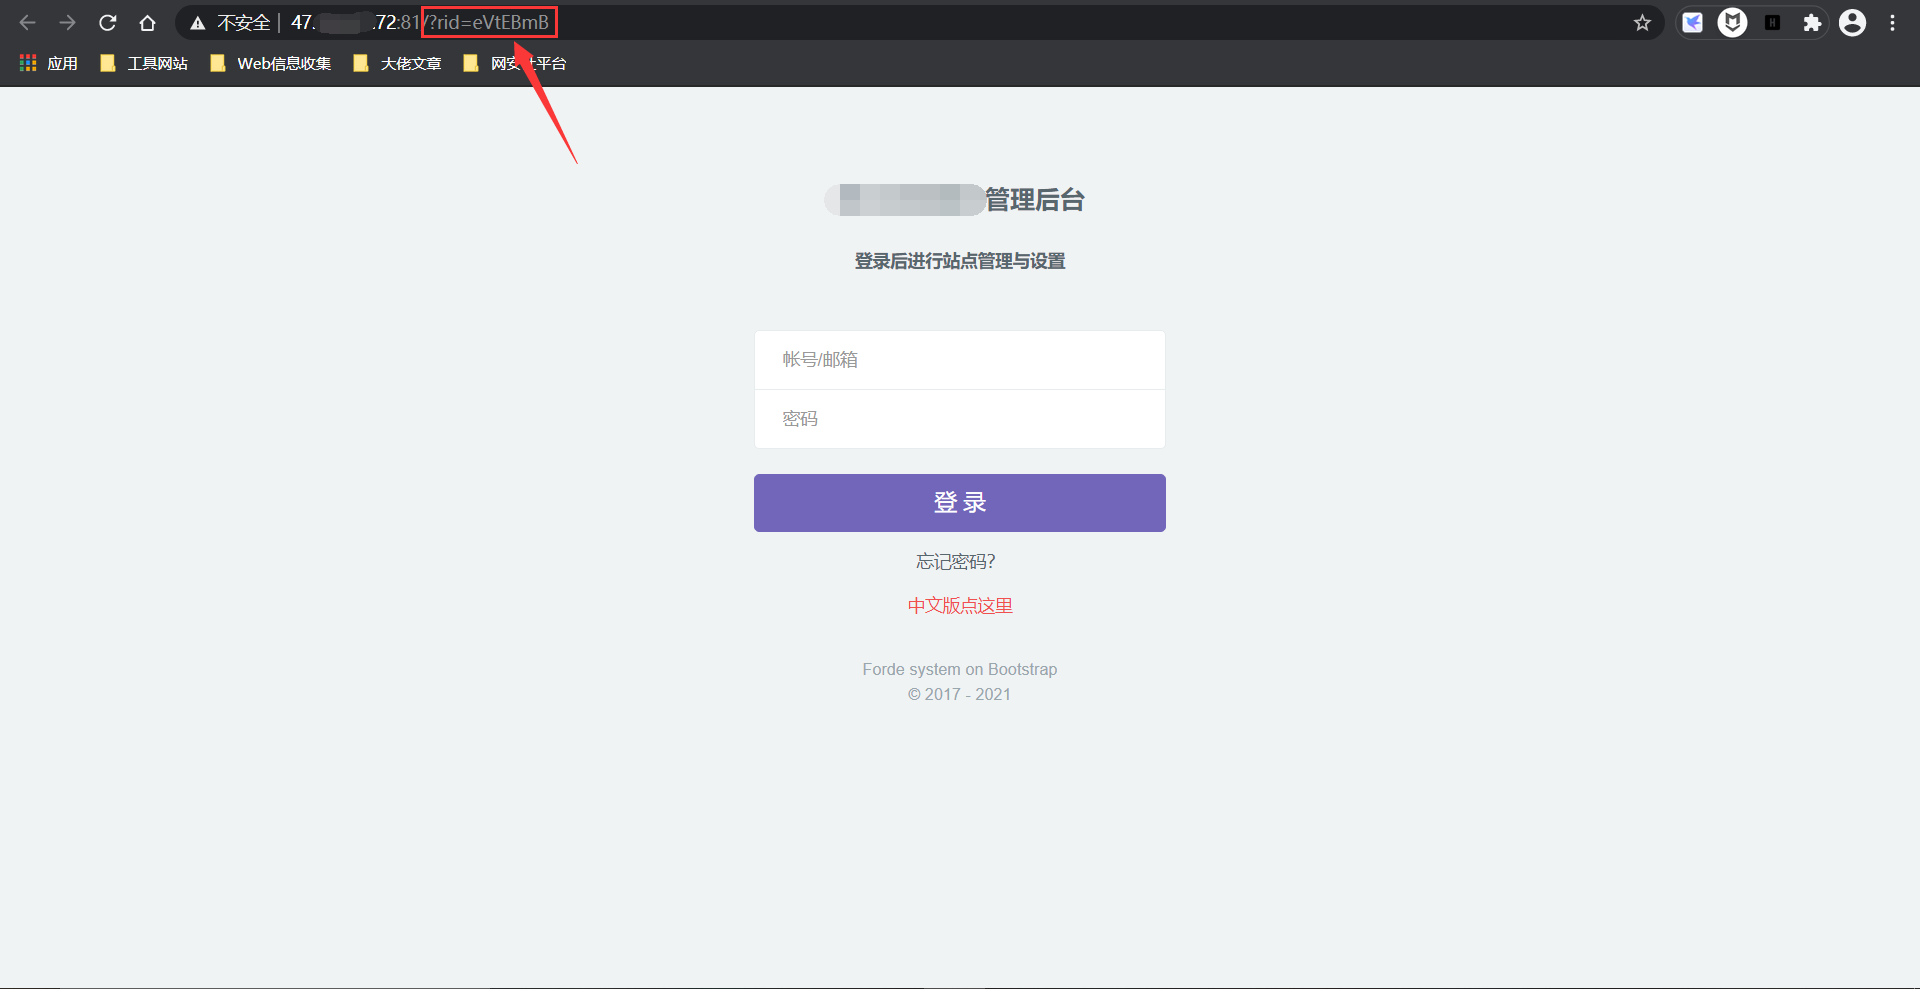 不安全 47. .72:81/?rid=eVtEBmB
应用 工具网站 Web信息收集 大佬文章 网安 平台
管理后台
登录后进行站点管理与设置
帐号/邮箱
密码
登 录
忘记密码?
中文版点这里
Forde system on Bootstrap
© 2017 - 2021